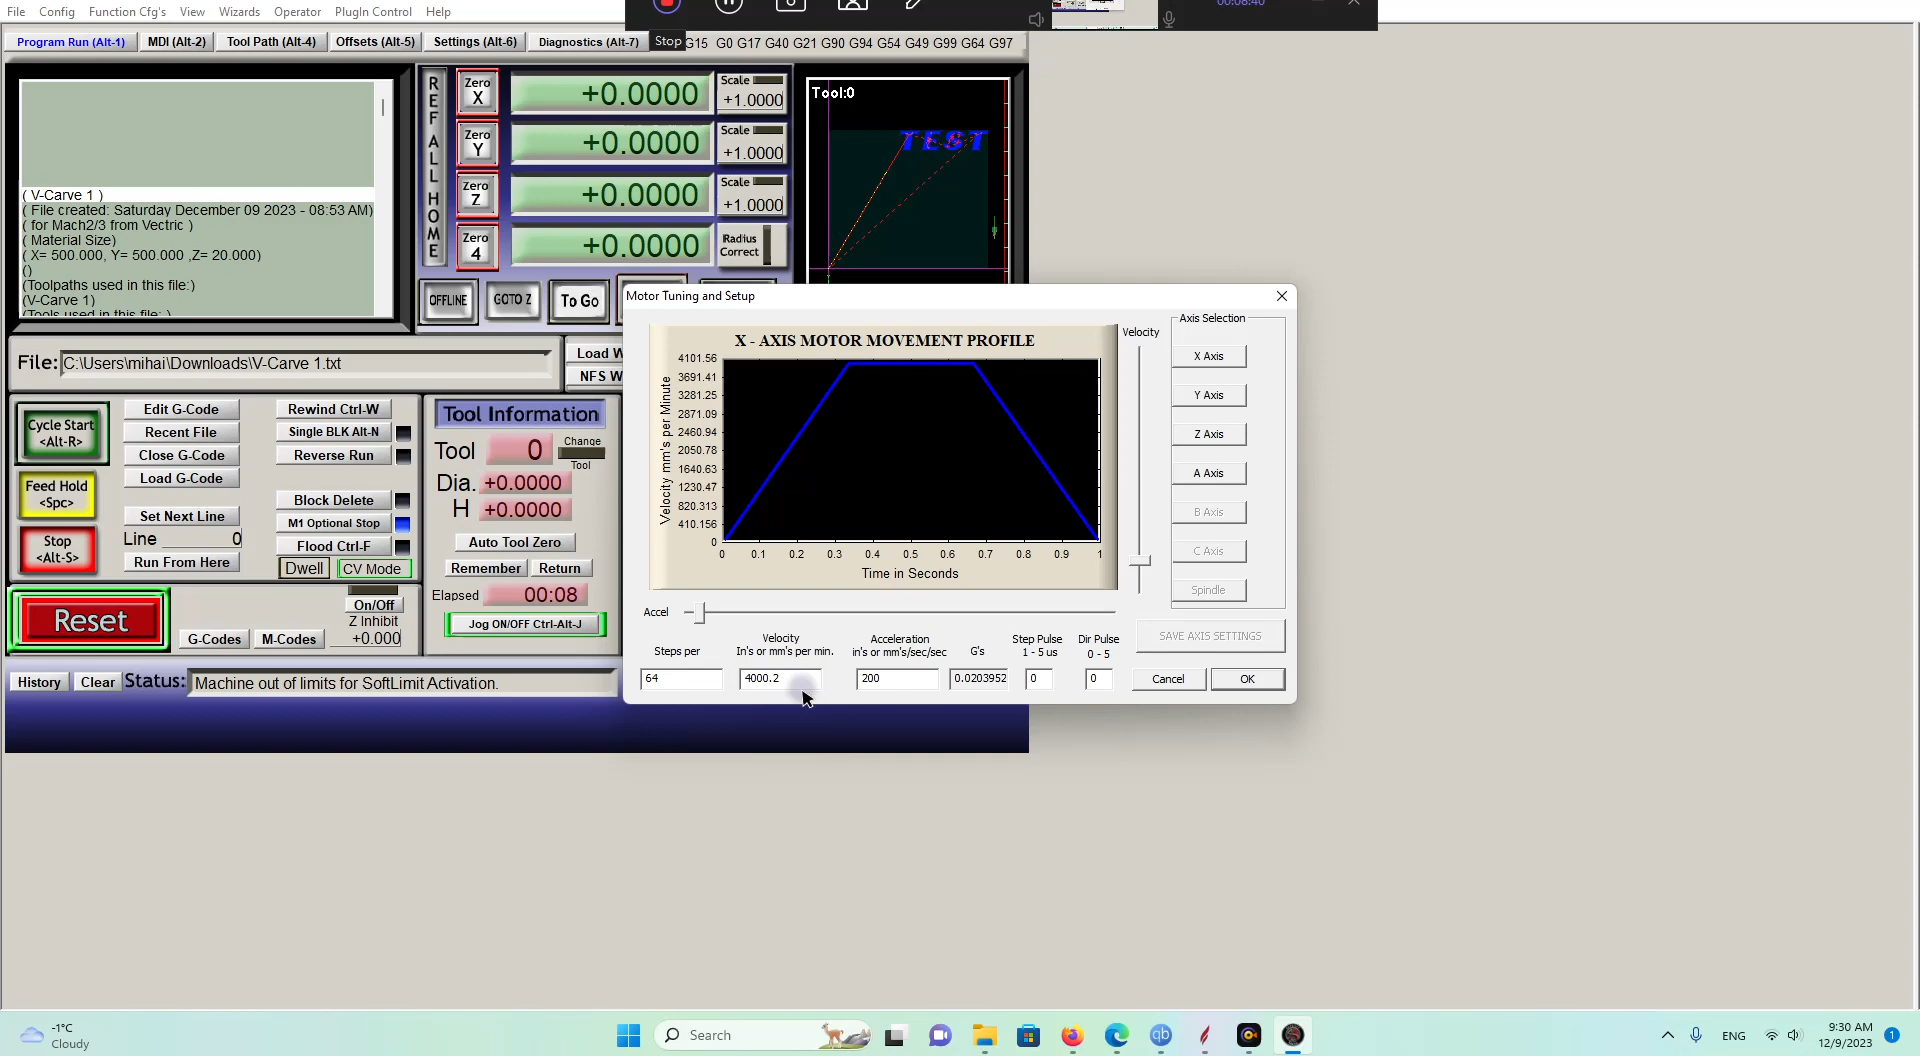 File Config Function Cfg's View Wizards Operator PlugIn Control Help
00:08:40
Program Run (Alt-1) MDI (Alt-2) Tool Path (Alt-4) Offsets (Alt-5) Settings (Alt-6) Diagnostics (Alt-7) Stop G15 G0 G17 G40 G21 G90 G94 G54 G49 G99 G64 G97
( V-Carve 1 )
( File created: Saturday December 09 2023 - 08:53 AM)
( for Mach2/3 from Vectric )
( Material Size)
( X= 500.000, Y= 500.000 ,Z= 20.000)
()
(Toolpaths used in this file:)
(V-Carve 1)
(Tools used in this file: )
REF ALL HOME
Zero X +0.0000 Scale +1.0000
Zero Y +0.0000 Scale +1.0000
Zero Z +0.0000 Scale +1.0000
Zero 4 +0.0000 Radius Correct
OFFLINE GOTO Z To Go
Tool:0
TEST
File: C:\Users\mihai\Downloads\V-Carve 1.txt
Load W
NFS W
Cycle Start <Alt-R>
Feed Hold <Spc>
Stop <Alt-S>
Edit G-Code
Recent File
Close G-Code
Load G-Code
Set Next Line
Line 0
Run From Here
Rewind Ctrl-W
Single BLK Alt-N
Reverse Run
Block Delete
M1 Optional Stop
Flood Ctrl-F
Dwell CV Mode
Reset
G-Codes M-Codes
On/Off
Z Inhibit
+0.000
Tool Information
Tool 0 Change Tool
Dia. +0.0000
H +0.0000
Auto Tool Zero
Remember Return
Elapsed 00:08
Jog ON/OFF Ctrl-Alt-J
History Clear Status: Machine out of limits for SoftLimit Activation.
Motor Tuning and Setup
X - AXIS MOTOR MOVEMENT PROFILE
Velocity mm's per Minute
4101.56
3691.41
3281.25
2871.09
2460.94
2050.78
1640.63
1230.47
820.313
410.156
0
0 0.1 0.2 0.3 0.4 0.5 0.6 0.7 0.8 0.9 1
Time in Seconds
Velocity
Axis Selection
X Axis
Y Axis
Z Axis
A Axis
B Axis
C Axis
Spindle
Accel
SAVE AXIS SETTINGS
Steps per
Velocity
In's or mm's per min.
Acceleration
in's or mm's/sec/sec
G's
Step Pulse
1 - 5 us
Dir Pulse
0 - 5
64 4000.2 200 0.0203952 0 0 Cancel OK
-1°C
Cloudy
Search
qb
ENG
9:30 AM
12/9/2023
1